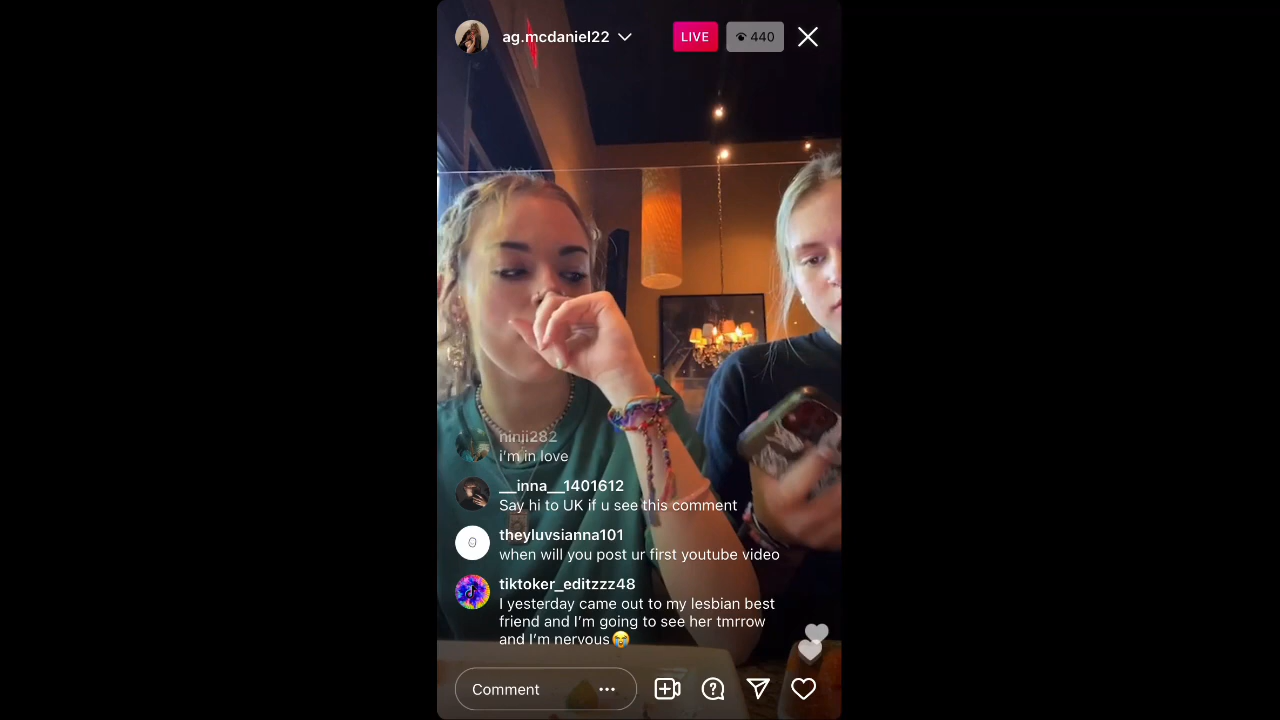 ag.mcdaniel22
LIVE
440
ninii282
i'm in love
__inna__1401612
Say hi to UK if u see this comment
theyluvsianna101
when will you post ur first youtube video
tiktoker_editzzz48
I yesterday came out to my lesbian best
friend and I'm going to see her tmrrow
and I'm nervous😭
Comment